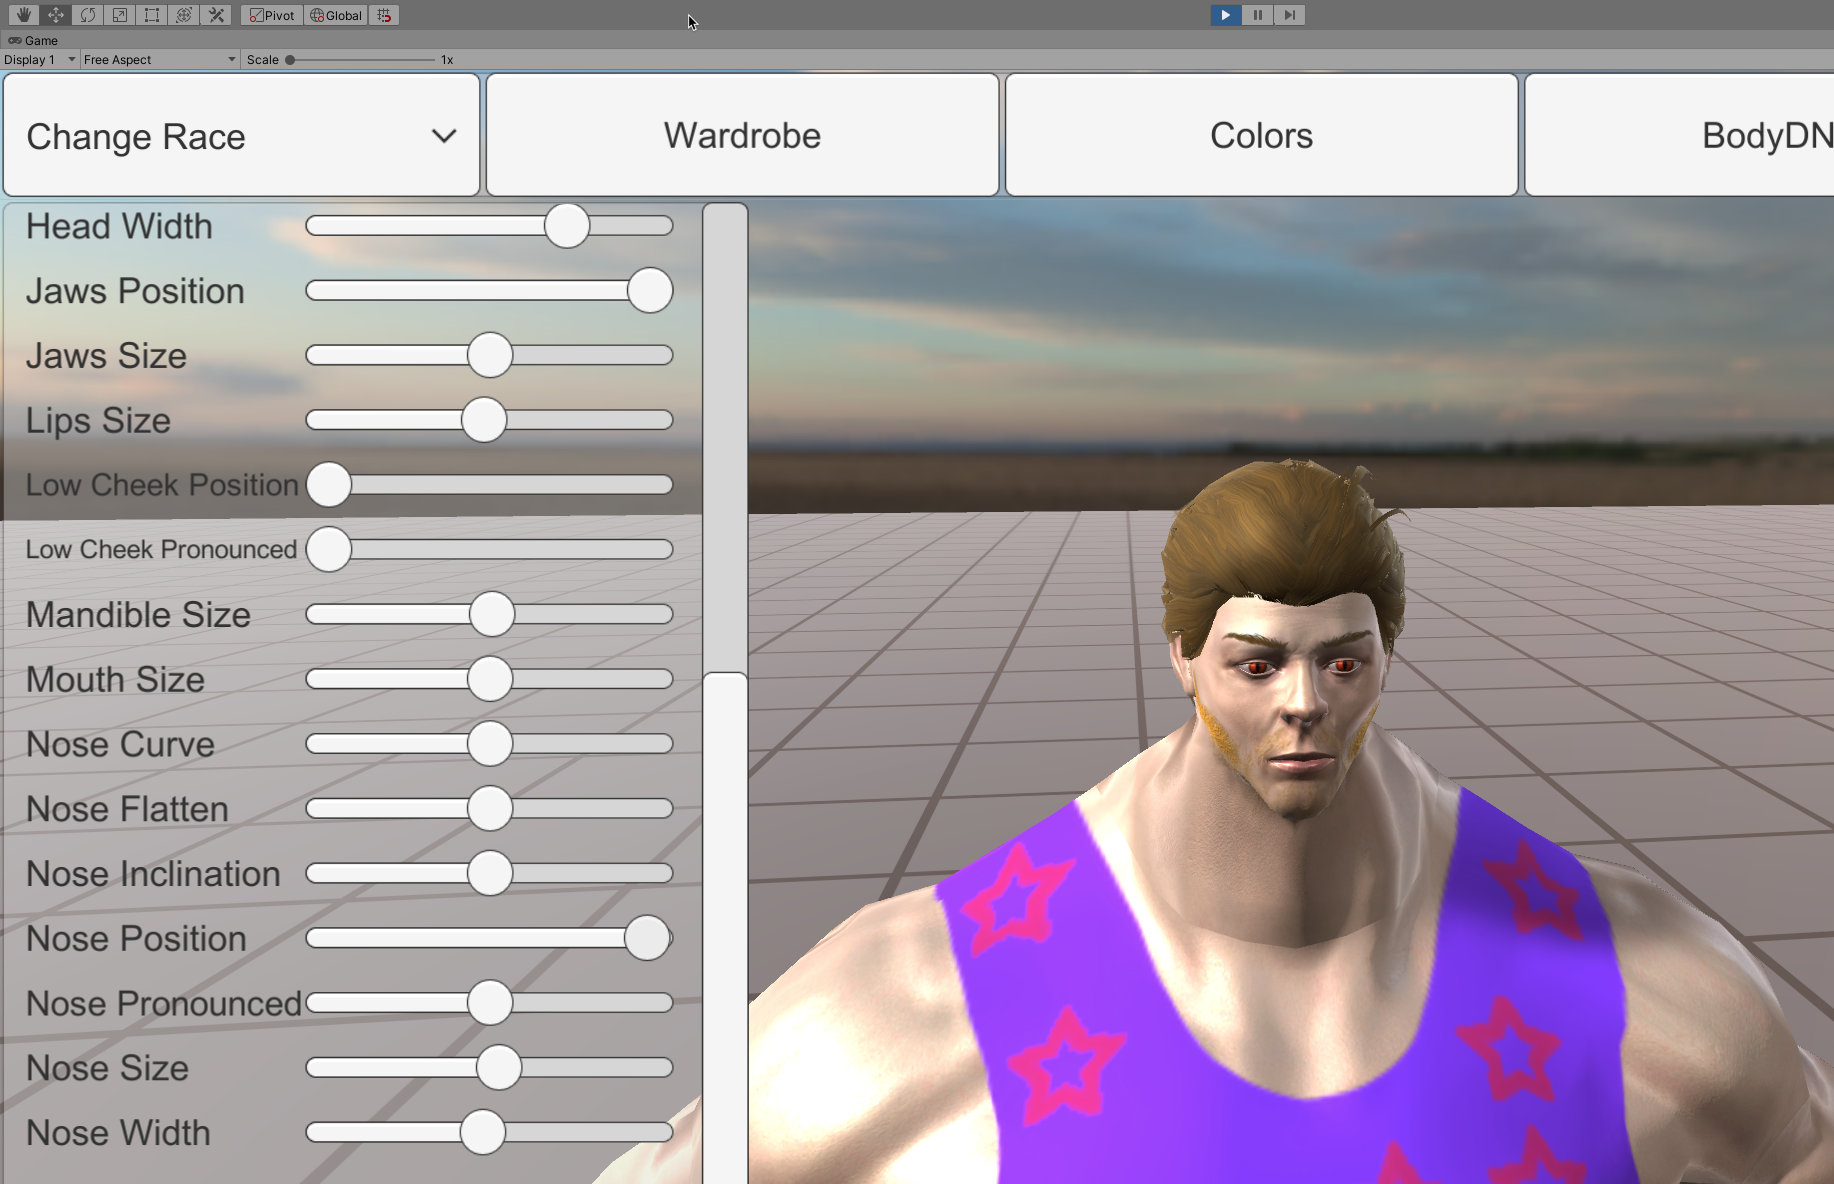 Pivot Global
Game
Display 1 Free Aspect Scale 1x
Change Race Wardrobe Colors BodyDN
Head Width
Jaws Position
Jaws Size
Lips Size
Low Cheek Position
Low Cheek Pronounced
Mandible Size
Mouth Size
Nose Curve
Nose Flatten
Nose Inclination
Nose Position
Nose Pronounced
Nose Size
Nose Width